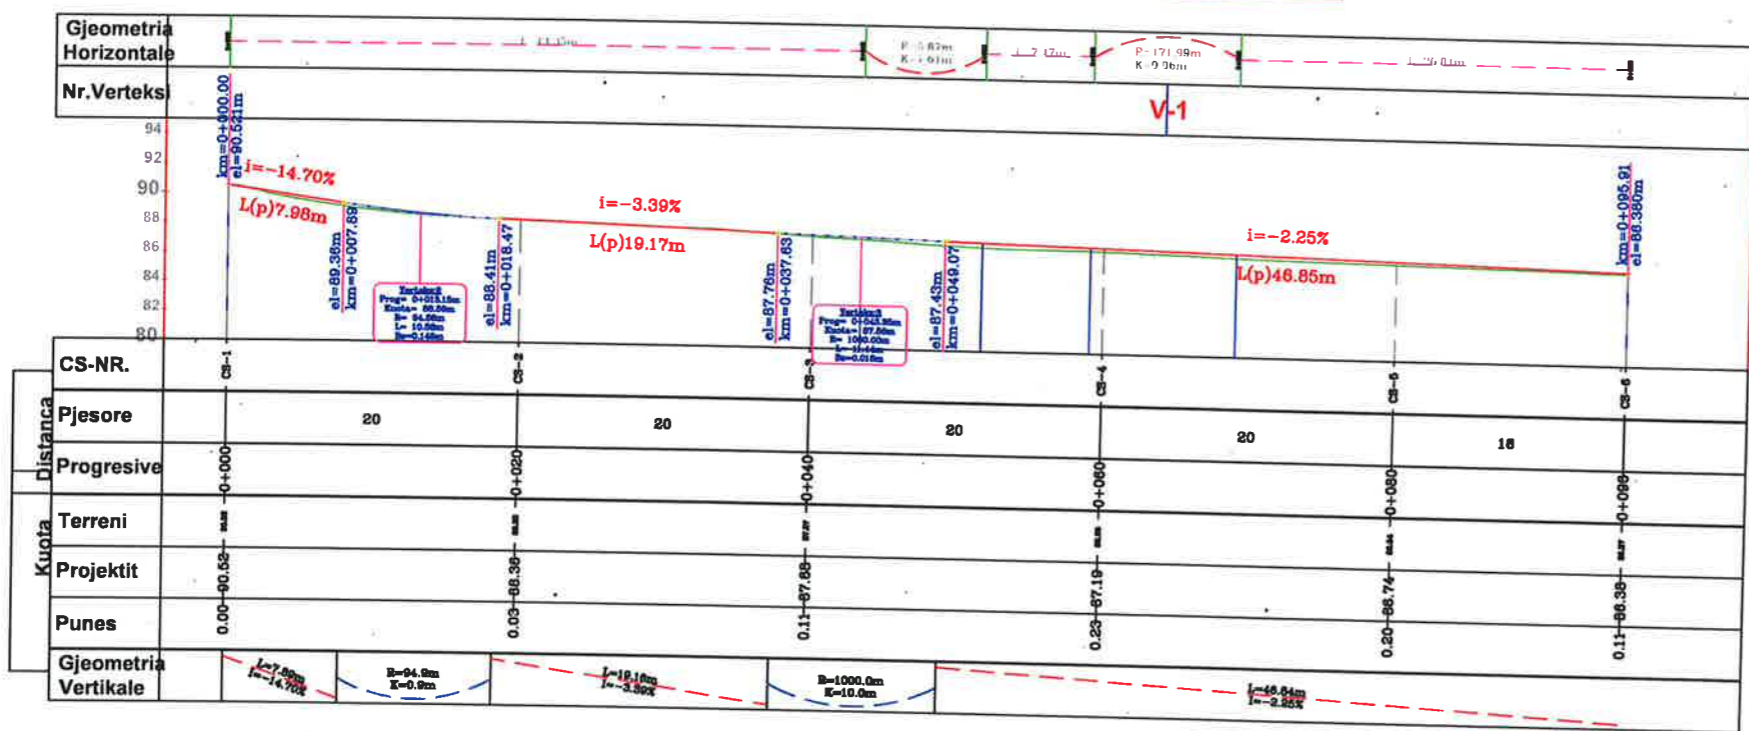 Gjeometria
Horizontale
R=171.99m
Nr.Verteksi
V-1
km=0+000.00
el=90.521m
94
92
90
88
86
84
82
80
i=-14.70%
L(p)7.98m
el=89.36m
km=0+007.89
el=88.41m
km=0+018.47
i=-3.39%
L(p)19.17m
el=87.76m
km=0+037.63
el=87.43m
km=0+049.07
i=-2.25%
L(p)46.85m
km=0+095.91
el=86.380m
CS-NR.
CS-1
CS-2
CS-3
CS-4
CS-5
CS-6
Distanca
Pjesore
20
20
20
20
16
Progresive
0+000
0+020
0+040
0+060
0+080
0+096
Kuota
Terreni
Projektit
90.52
88.36
87.68
87.19
86.74
86.38
Punes
0.00
0.03
0.11
0.23
0.20
0.11
Gjeometria
Vertikale
L=7.89m
i=-14.70%
R=94.9m
K=0.9m
L=19.16m
i=-3.39%
R=1000.0m
K=10.0m
L=46.84m
i=-2.25%